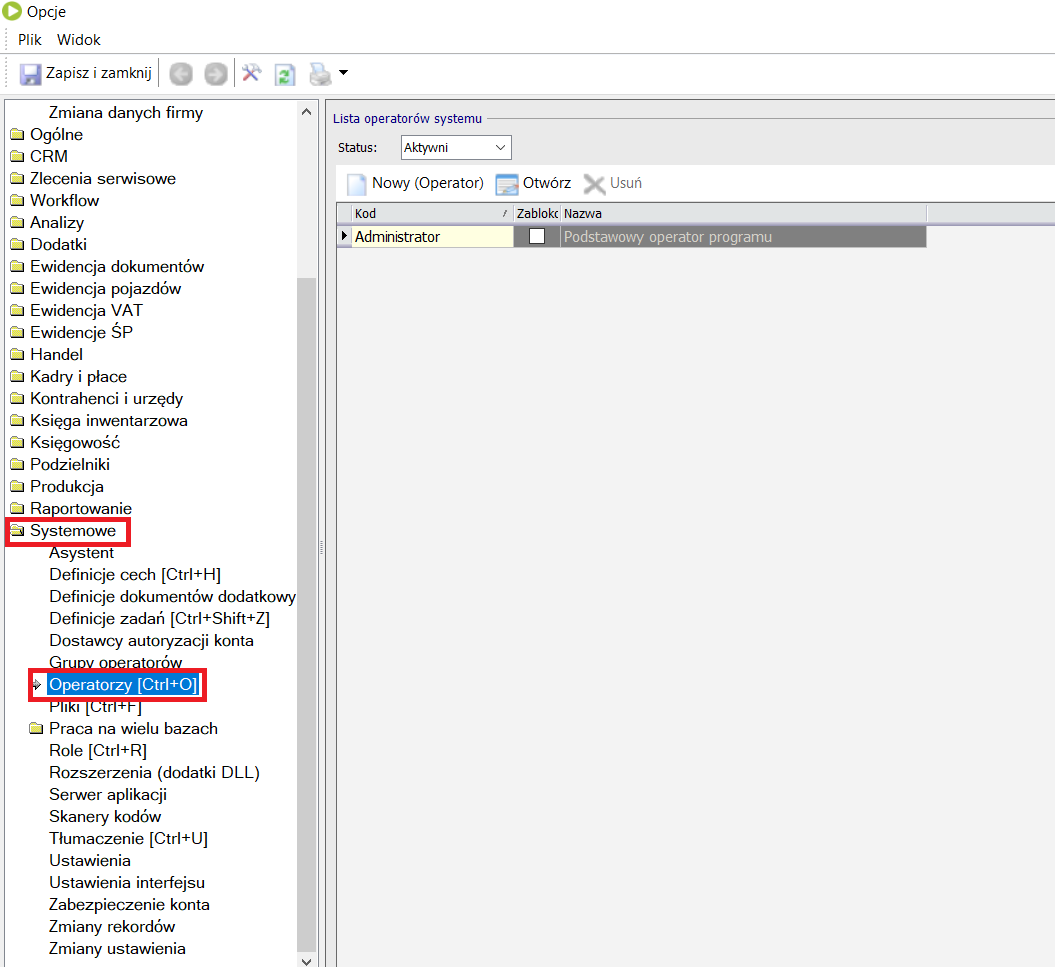 Opcje
Plik Widok
Zapisz i zamknij
Zmiana danych firmy
Ogólne
CRM
Zlecenia serwisowe
Workflow
Analizy
Dodatki
Ewidencja dokumentów
Ewidencja pojazdów
Ewidencja VAT
Ewidencje ŚP
Handel
Kadry i płace
Kontrahenci i urzędy
Księga inwentarzowa
Księgowość
Podzielniki
Produkcja
Raportowanie
Systemowe
Asystent
Definicje cech [Ctrl+H]
Definicje dokumentów dodatkowy
Definicje zadań [Ctrl+Shift+Z]
Dostawcy autoryzacji konta
Grupy operatorów
Operatorzy [Ctrl+O]
Pliki [Ctrl+F]
Praca na wielu bazach
Role [Ctrl+R]
Rozszerzenia (dodatki DLL)
Serwer aplikacji
Skanery kodów
Tłumaczenie [Ctrl+U]
Ustawienia
Ustawienia interfejsu
Zabezpieczenie konta
Zmiany rekordów
Zmiany ustawienia
Lista operatorów systemu
Status: Aktywni
Nowy (Operator) Otwórz Usuń
Kod Zablokc Nazwa
Administrator Podstawowy operator programu